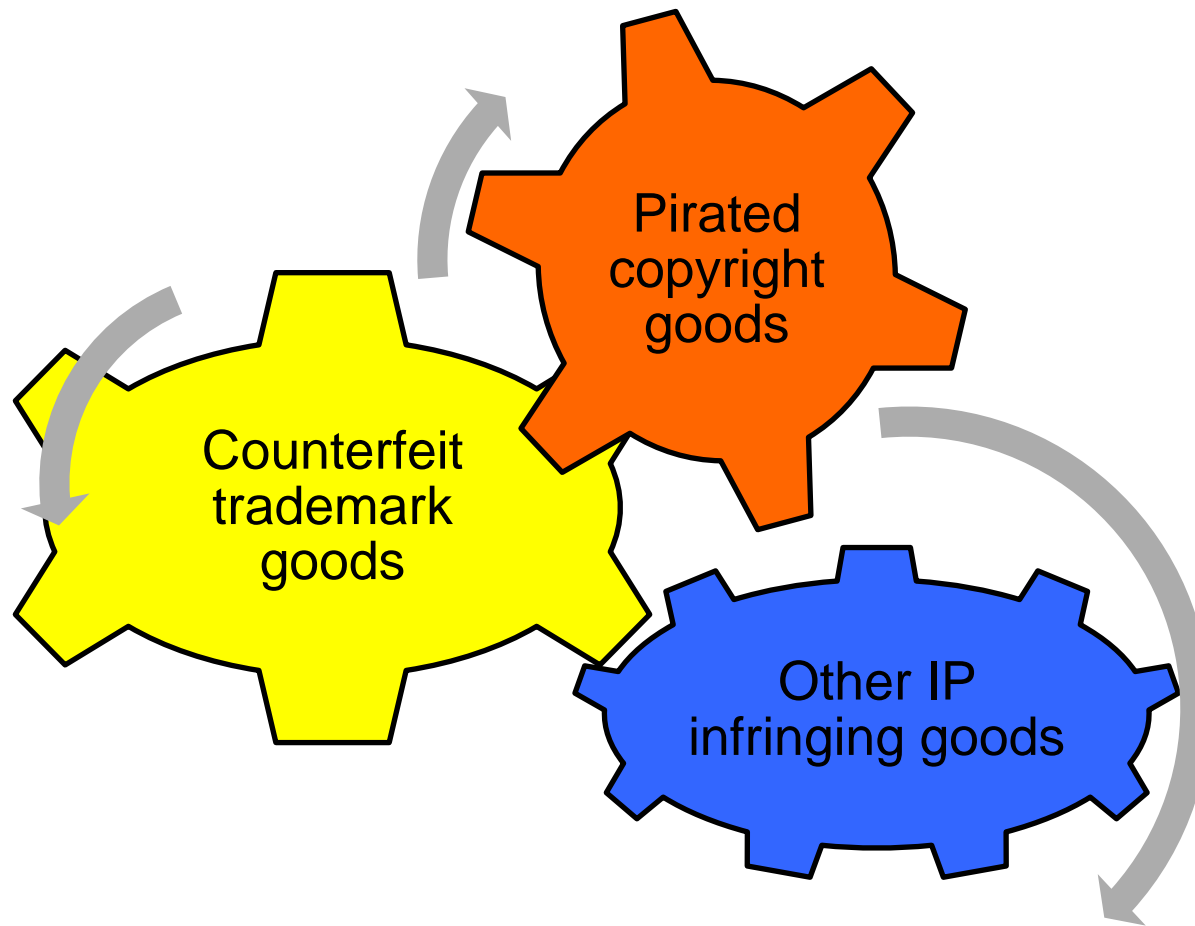 Pirated
copyright
goods
Counterfeit
trademark
goods
Other IP
infringing goods